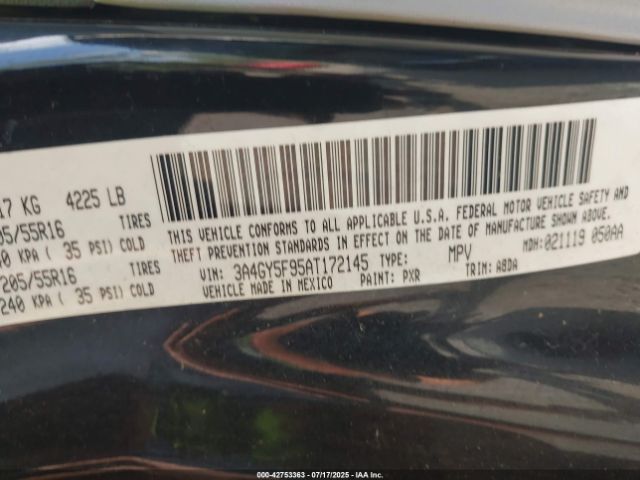 17 KG 4225 LB
05/55R16 TIRES
40 KPA ( 35 PSI) COLD
205/55R16 TIRES
240 KPA ( 35 PSI) COLD
THIS VEHICLE CONFORMS TO ALL APPLICABLE U.S.A. FEDERAL MOTOR VEHICLE SAFETY AND
THEFT PREVENTION STANDARDS IN EFFECT ON THE DATE OF MANUFACTURE SHOWN ABOVE.
VIN: 3A4GY5F95AT172145 TYPE: MPV MDH: 021119 050AA
VEHICLE MADE IN MEXICO PAINT: PXR TRIM: A8DA
000-42753363 | 07/17/2025 - IAA Inc.